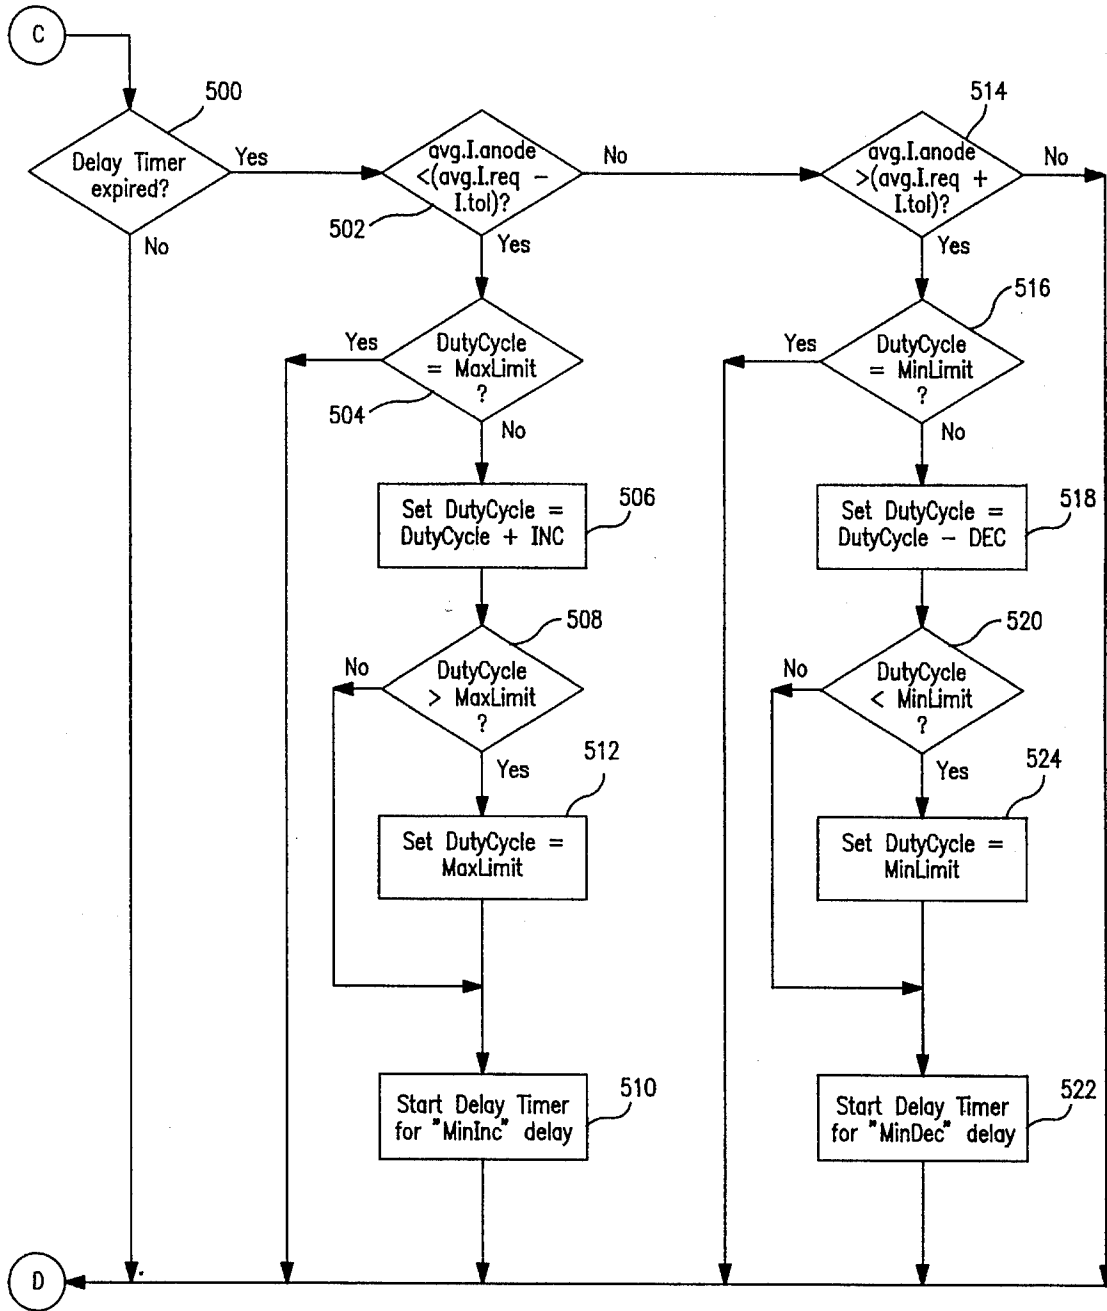 C
500
Delay Timer
expired?
Yes
No
avg.I.anode
<(avg.I.req -
I.tol)?
502
No
Yes
514
avg.I.anode
>(avg.I.req +
I.tol)?
No
Yes
DutyCycle
= MaxLimit
?
504
Yes
No
516
DutyCycle
= MinLimit
?
Yes
No
Set DutyCycle =
DutyCycle + INC
506
Set DutyCycle =
DutyCycle - DEC
518
508
DutyCycle
> MaxLimit
?
No
Yes
520
DutyCycle
< MinLimit
?
No
Yes
512
Set DutyCycle =
MaxLimit
524
Set DutyCycle =
MinLimit
Start Delay Timer
for "MinInc" delay
510
Start Delay Timer
for "MinDec" delay
522
D